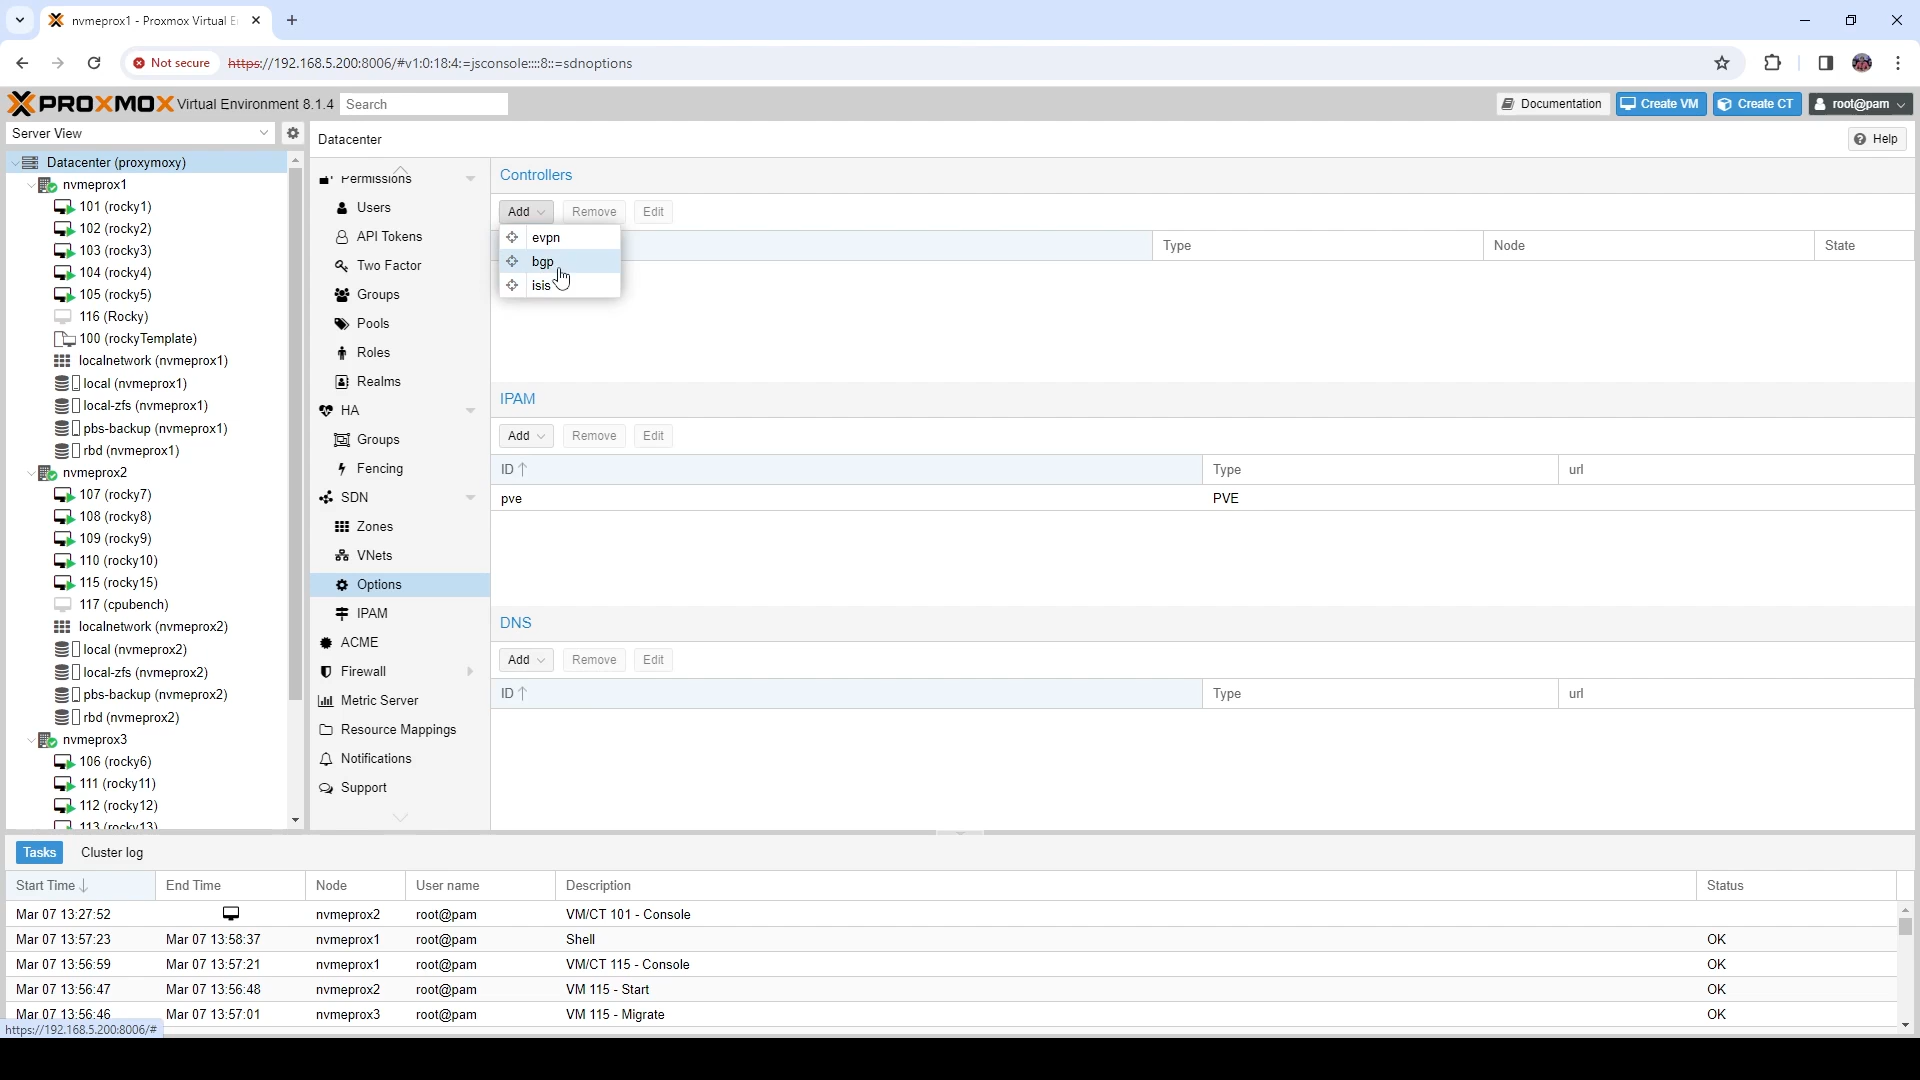 nvmeprox1 - Proxmox Virtual E
Not secure
https://192.168.5.200:8006/#v1:0:18:4:=jsconsole::::8::=sdnoptions
PROXMOX Virtual Environment 8.1.4
Search
Documentation
Create VM
Create CT
root@pam
Server View
Datacenter (proxymoxy)
nvmeprox1
101 (rocky1)
102 (rocky2)
103 (rocky3)
104 (rocky4)
105 (rocky5)
116 (Rocky)
100 (rockyTemplate)
localnetwork (nvmeprox1)
local (nvmeprox1)
local-zfs (nvmeprox1)
pbs-backup (nvmeprox1)
rbd (nvmeprox1)
nvmeprox2
107 (rocky7)
108 (rocky8)
109 (rocky9)
110 (rocky10)
115 (rocky15)
117 (cpubench)
localnetwork (nvmeprox2)
local (nvmeprox2)
local-zfs (nvmeprox2)
pbs-backup (nvmeprox2)
rbd (nvmeprox2)
nvmeprox3
106 (rocky6)
111 (rocky11)
112 (rocky12)
113 (rocky13)
Datacenter
Help
Permissions
Users
API Tokens
Two Factor
Groups
Pools
Roles
Realms
HA
Groups
Fencing
SDN
Zones
VNets
Options
IPAM
ACME
Firewall
Metric Server
Resource Mappings
Notifications
Support
Controllers
Add Remove Edit
evpn
bgp
isis
Type Node State
IPAM
Add Remove Edit
ID Type url
pve PVE
DNS
Add Remove Edit
ID Type url
Tasks Cluster log
Start Time End Time Node User name Description Status
Mar 07 13:27:52 nvmeprox2 root@pam VM/CT 101 - Console
Mar 07 13:57:23 Mar 07 13:58:37 nvmeprox1 root@pam Shell OK
Mar 07 13:56:59 Mar 07 13:57:21 nvmeprox1 root@pam VM/CT 115 - Console OK
Mar 07 13:56:47 Mar 07 13:56:48 nvmeprox2 root@pam VM 115 - Start OK
Mar 07 13:56:46 Mar 07 13:57:01 nvmeprox3 root@pam VM 115 - Migrate OK
https://192.168.5.200:8006/#